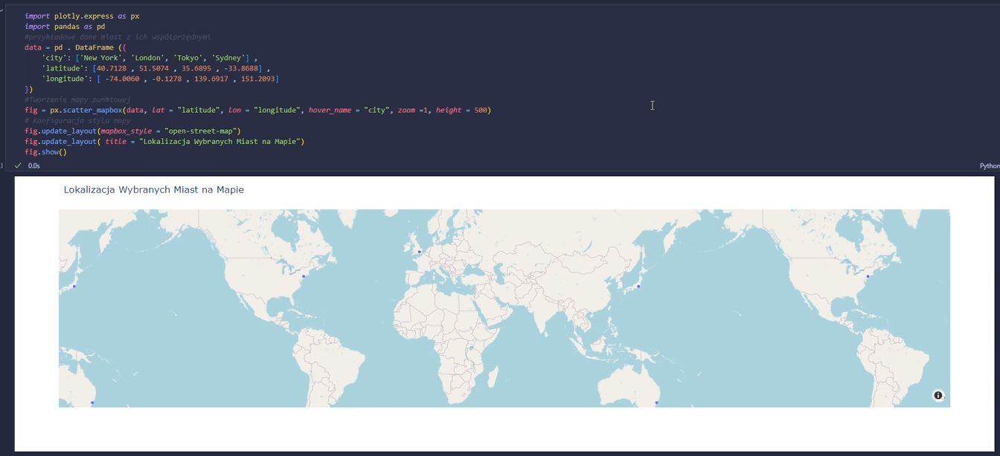 import plotly.express as px
import pandas as pd
#przykładowe dane miast z ich współprzędnymi
data = pd . DataFrame ({
'city': ['New York', 'London', 'Tokyo', 'Sydney'] ,
'latitude': [40.7128 , 51.5074 , 35.6895 , -33.8688] ,
'longitude': [ -74.0060 , -0.1278 , 139.6917 , 151.2093]
})
#Tworzenie mapy punktowej
fig = px.scatter_mapbox(data, lat = "latitude", lon = "longitude", hover_name = "city", zoom =1, height = 500)
# Konfiguracja stylu mapy
fig.update_layout(mapbox_style = "open-street-map")
fig.update_layout( title = "Lokalizacja Wybranych Miast na Mapie")
fig.show()
] 0.0s
Python
Lokalizacja Wybranych Miast na Mapie